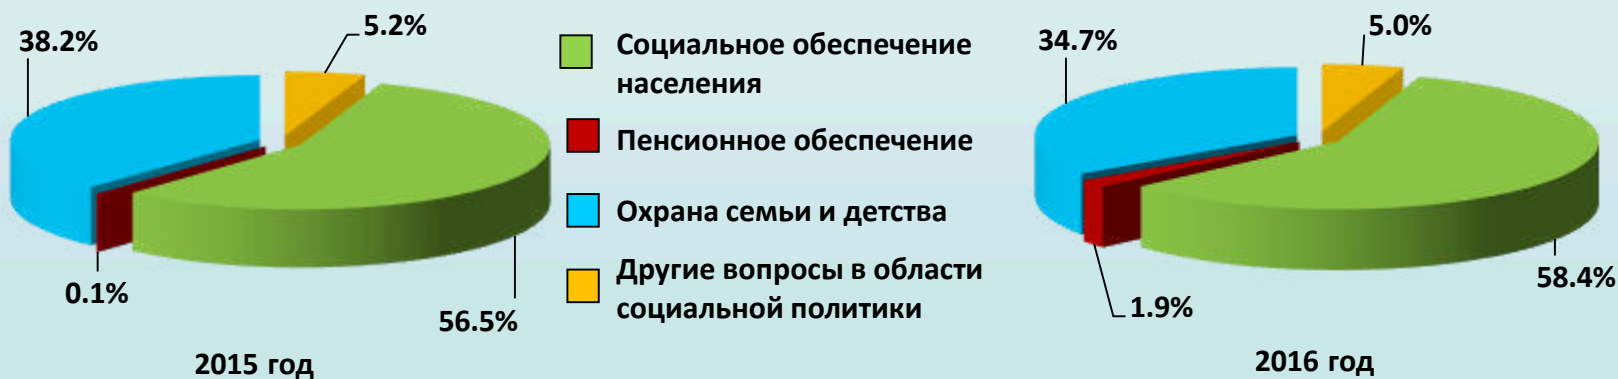 38.2%
5.2%
0.1%
56.5%
2015 год
Социальное обеспечение
населения
Пенсионное обеспечение
Охрана семьи и детства
Другие вопросы в области
социальной политики
34.7%
5.0%
1.9%
58.4%
2016 год